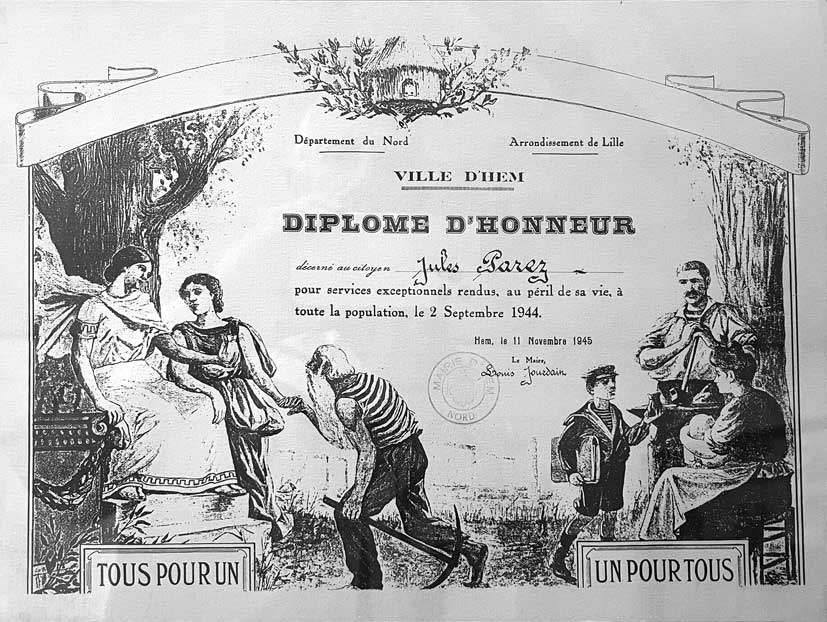 Département du Nord
Arrondissement de Lille
VILLE D'HEM
DIPLOME D'HONNEUR
décerné au citoyen Jules Parez
pour services exceptionnels rendus, au péril de sa vie, à
toute la population, le 2 Septembre 1944.
Hem, le 11 Novembre 1945
Le Maire,
Louis Jourdain.
MAIRIE D'HEM
NORD
TOUS POUR UN
UN POUR TOUS